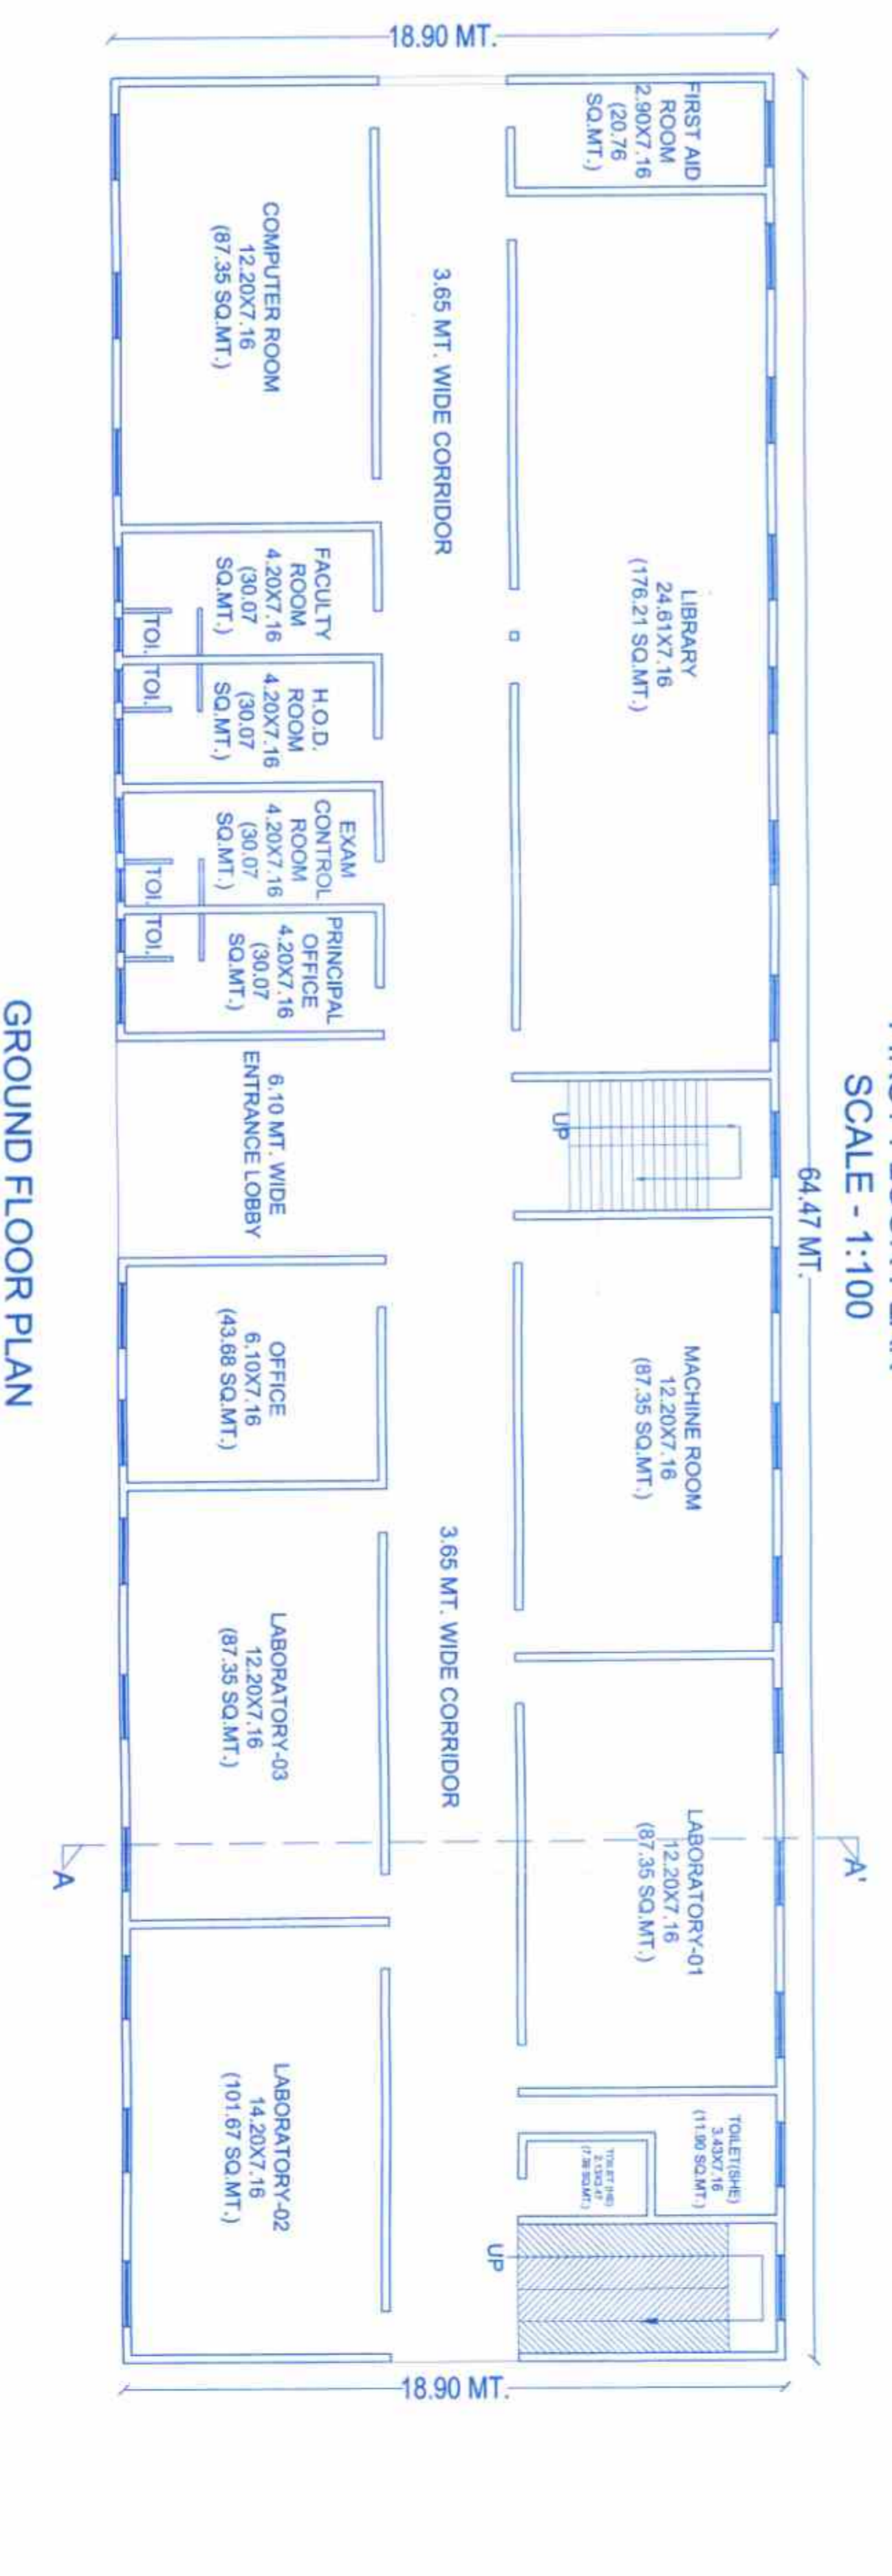 SCALE - 1:100
64.47 MT.
18.90 MT.
FIRST AID
ROOM
2.90X7.16
(20.76
SQ.MT.)
LIBRARY
24.61X7.16
(176.21 SQ.MT.)
UP
MACHINE ROOM
12.20X7.16
(87.35 SQ.MT.)
LABORATORY-01
12.20X7.16
(87.35 SQ.MT.)
A'
TOILET(SHE)
3.43X7.16
(11.90 SQ.MT.)
TOILET (HE)
UP
18.90 MT.
3.65 MT. WIDE CORRIDOR
3.65 MT. WIDE CORRIDOR
COMPUTER ROOM
12.20X7.16
(87.35 SQ.MT.)
FACULTY
ROOM
4.20X7.16
(30.07
SQ.MT.)
TOI.
H.O.D.
ROOM
4.20X7.16
(30.07
SQ.MT.)
TOI.
EXAM
CONTROL
ROOM
4.20X7.16
(30.07
SQ.MT.)
TOI.
PRINCIPAL
OFFICE
4.20X7.16
(30.07
SQ.MT.)
TOI.
6.10 MT. WIDE
ENTRANCE LOBBY
OFFICE
6.10X7.16
(43.68 SQ.MT.)
LABORATORY-03
12.20X7.16
(87.35 SQ.MT.)
LABORATORY-02
14.20X7.16
(101.67 SQ.MT.)
A
GROUND FLOOR PLAN